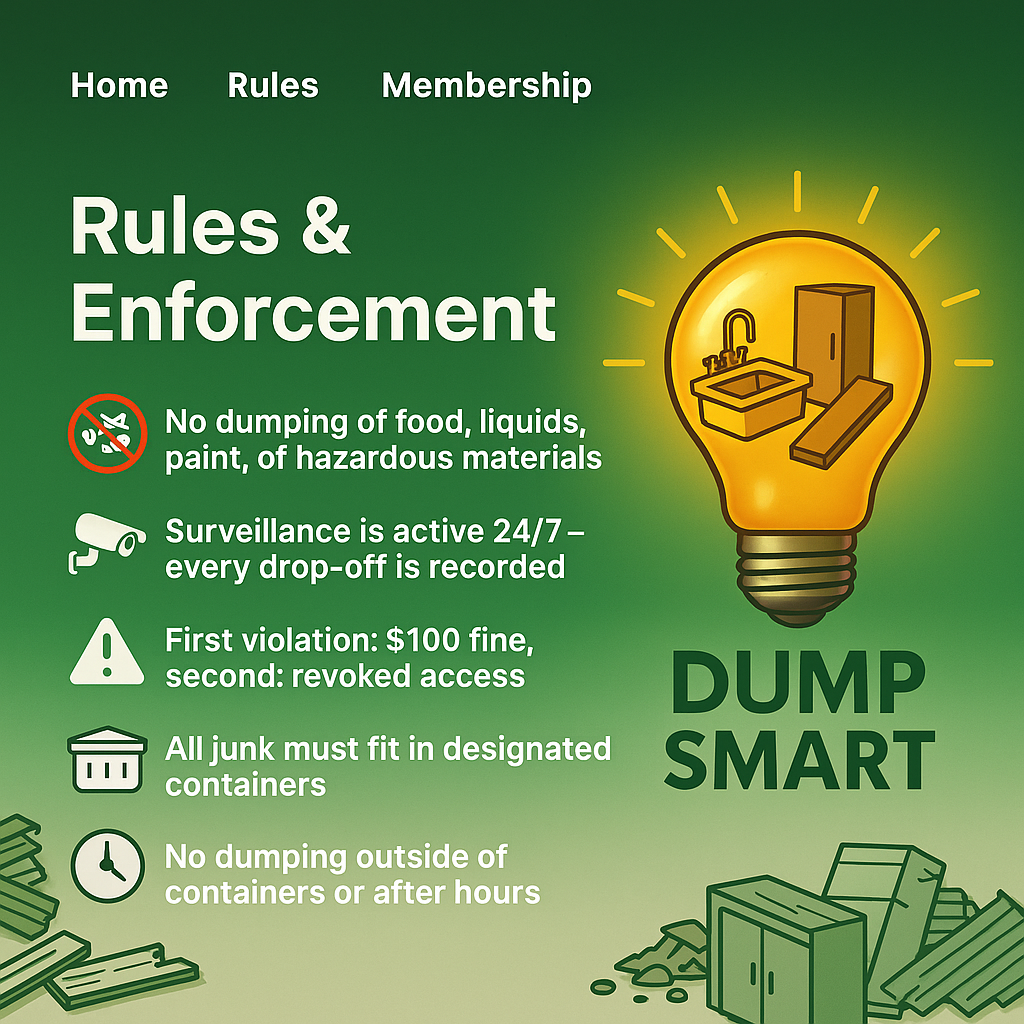 Home Rules Membership
Rules &
Enforcement
No dumping of food, liquids,
paint, of hazardous materials
Surveillance is active 24/7 –
every drop-off is recorded
First violation: $100 fine,
second: revoked access
All junk must fit in designated
containers
No dumping outside of
containers or after hours
DUMP
SMART